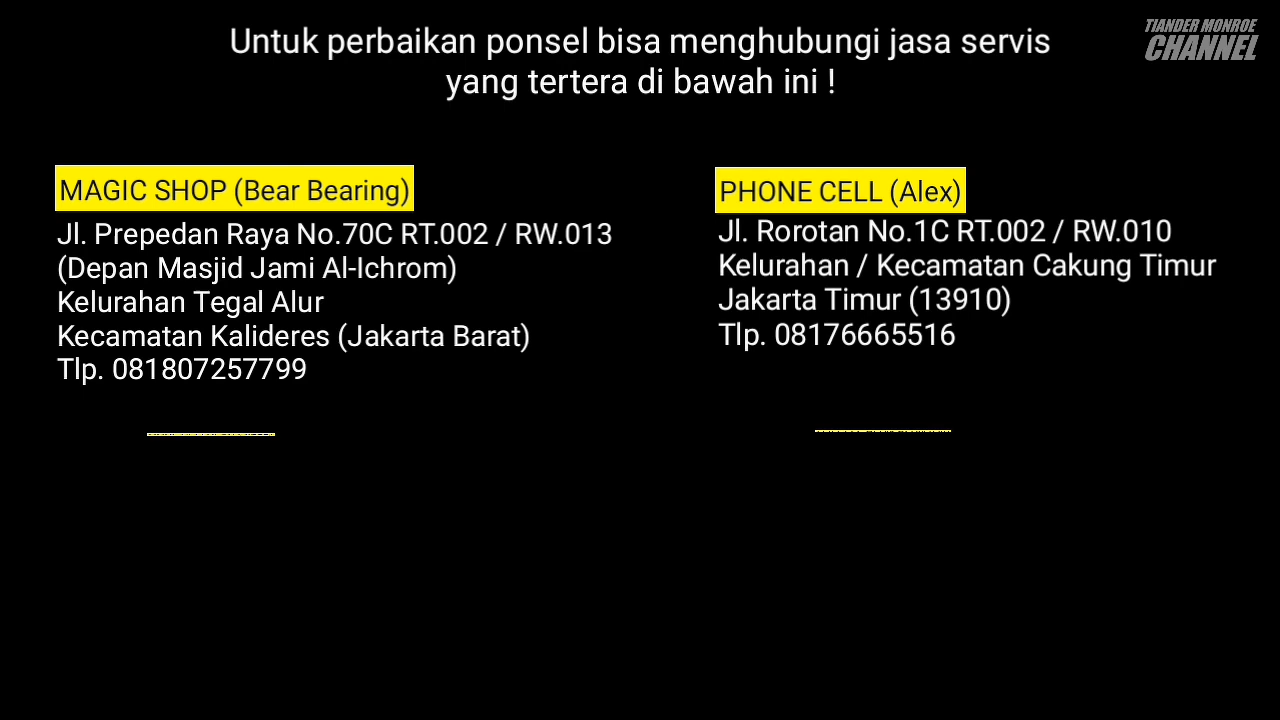 Untuk perbaikan ponsel bisa menghubungi jasa servis
yang tertera di bawah ini !
TIANDER MONROE
CHANNEL
MAGIC SHOP (Bear Bearing)
Jl. Prepedan Raya No.70C RT.002 / RW.013
(Depan Masjid Jami Al-Ichrom)
Kelurahan Tegal Alur
Kecamatan Kalideres (Jakarta Barat)
Tlp. 081807257799
PHONE CELL (Alex)
Jl. Rorotan No.1C RT.002 / RW.010
Kelurahan / Kecamatan Cakung Timur
Jakarta Timur (13910)
Tlp. 08176665516